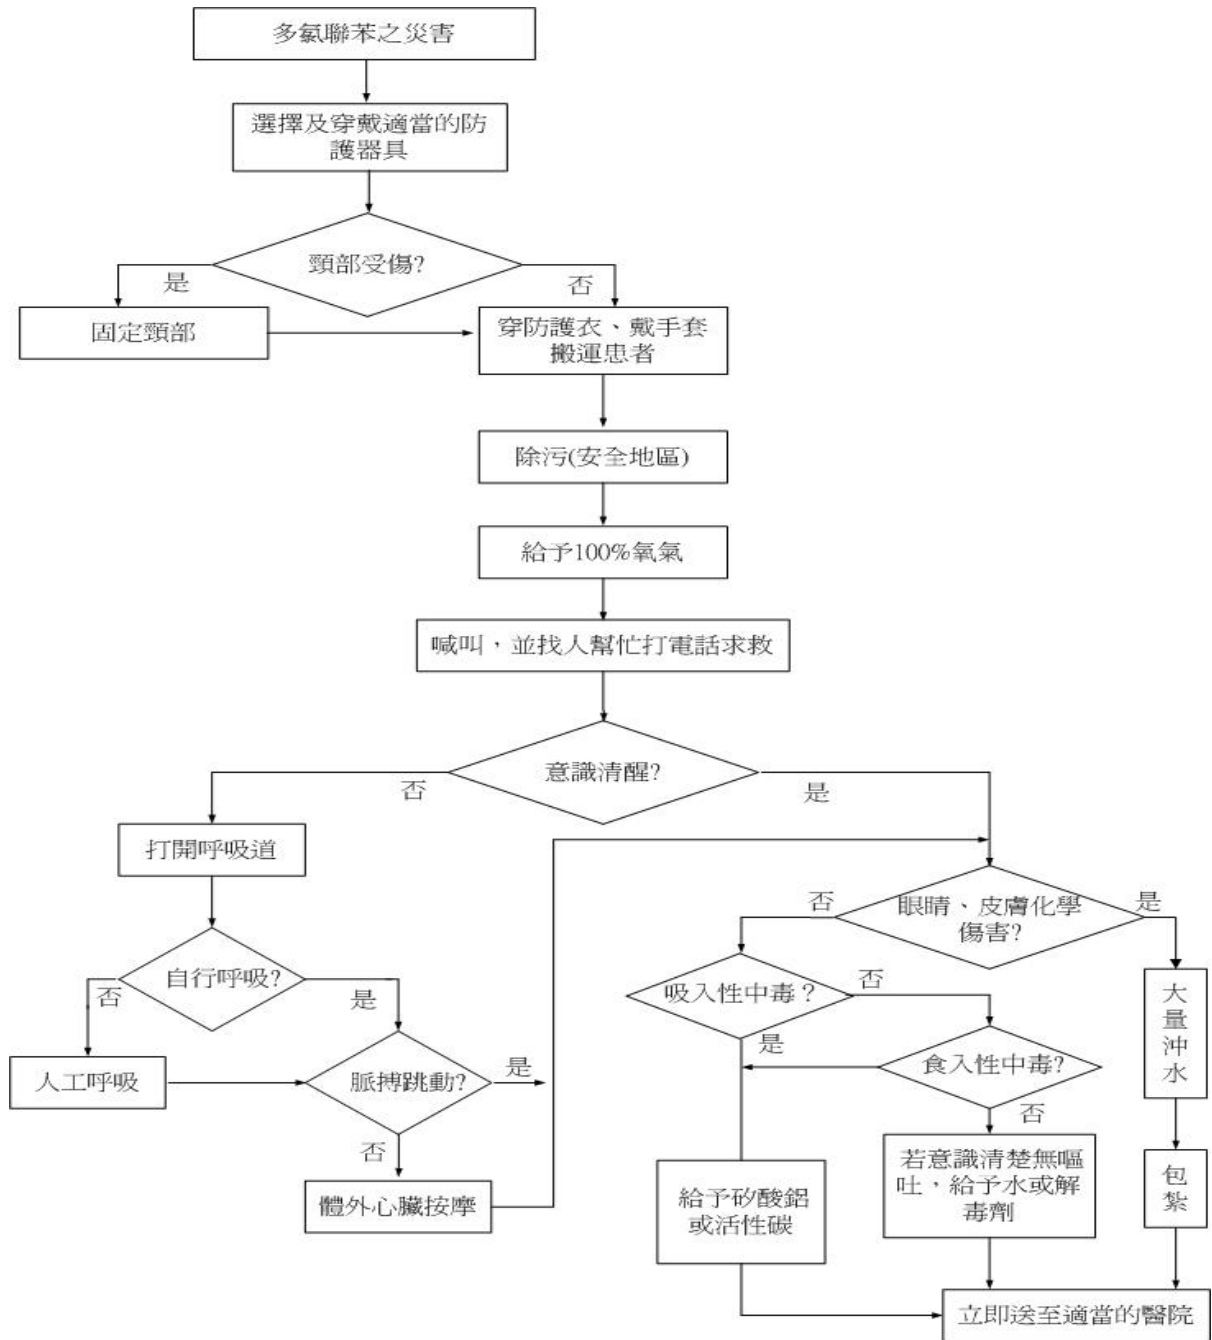 多氯聯苯之災害
選擇及穿戴適當的防
護器具
頸部受傷?
是
否
固定頸部
穿防護衣、戴手套
搬運患者
除污(安全地區)
給予100%氧氣
喊叫，並找人幫忙打電話求救
意識清醒?
否
是
打開呼吸道
眼睛、皮膚化學
傷害?
否
是
自行呼吸?
否
是
吸入性中毒？
否
是
大量沖水
人工呼吸
脈搏跳動?
是
否
食入性中毒?
否
體外心臟按摩
給予矽酸鋁
或活性碳
若意識清楚無嘔
吐，給予水或解
毒劑
包紮
立即送至適當的醫院